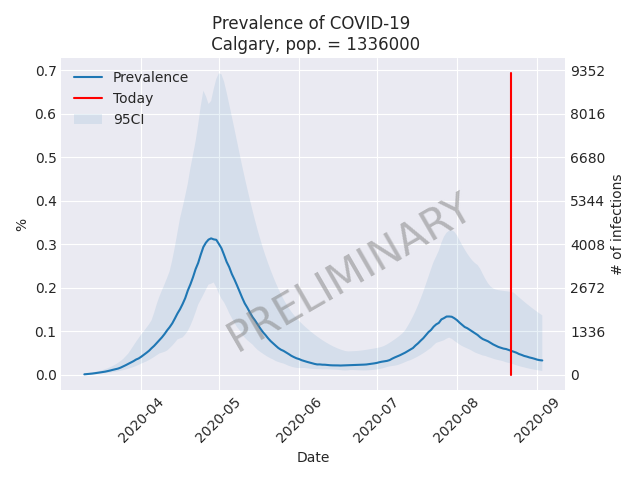 Prevalence of COVID-19
Calgary, pop. = 1336000
Prevalence
Today
95CI
PRELIMINARY
%
0.7
0.6
0.5
0.4
0.3
0.2
0.1
0.0
9352
8016
6680
5344
4008
2672
1336
0
# of infections
2020-04
2020-05
2020-06
2020-07
2020-08
2020-09
Date